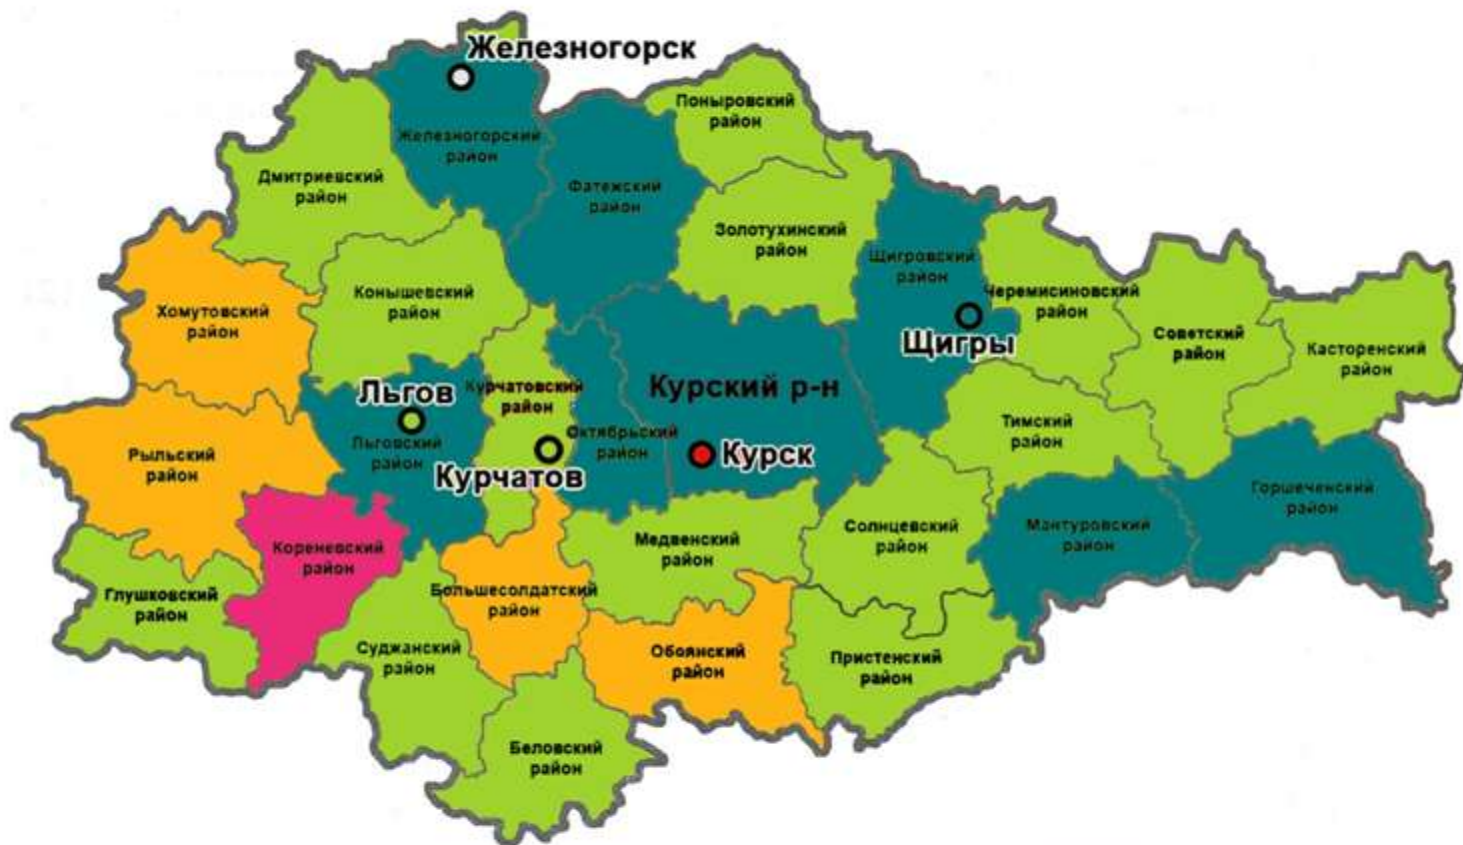 Железногорск
Поныровский
район
Железногорский
район
Дмитриевский
район
Фатежский
район
Золотухинский
район
Щигровский
район
Черемисиновский
район
Конышевский
район
Хомутовский
район
Советский
район
Касторенский
район
Щигры
Льгов
Курчатовский
район
Курский р-н
Тимский
район
Октябрьский
район
Льговский
район
Рыльский
район
Курск
Курчатов
Горшеченский
район
Мантуровский
район
Солнцевский
район
Медвенский
район
Кореневский
район
Глушковский
район
Большесолдатский
район
Суджанский
район
Обоянский
район
Пристенский
район
Беловский
район